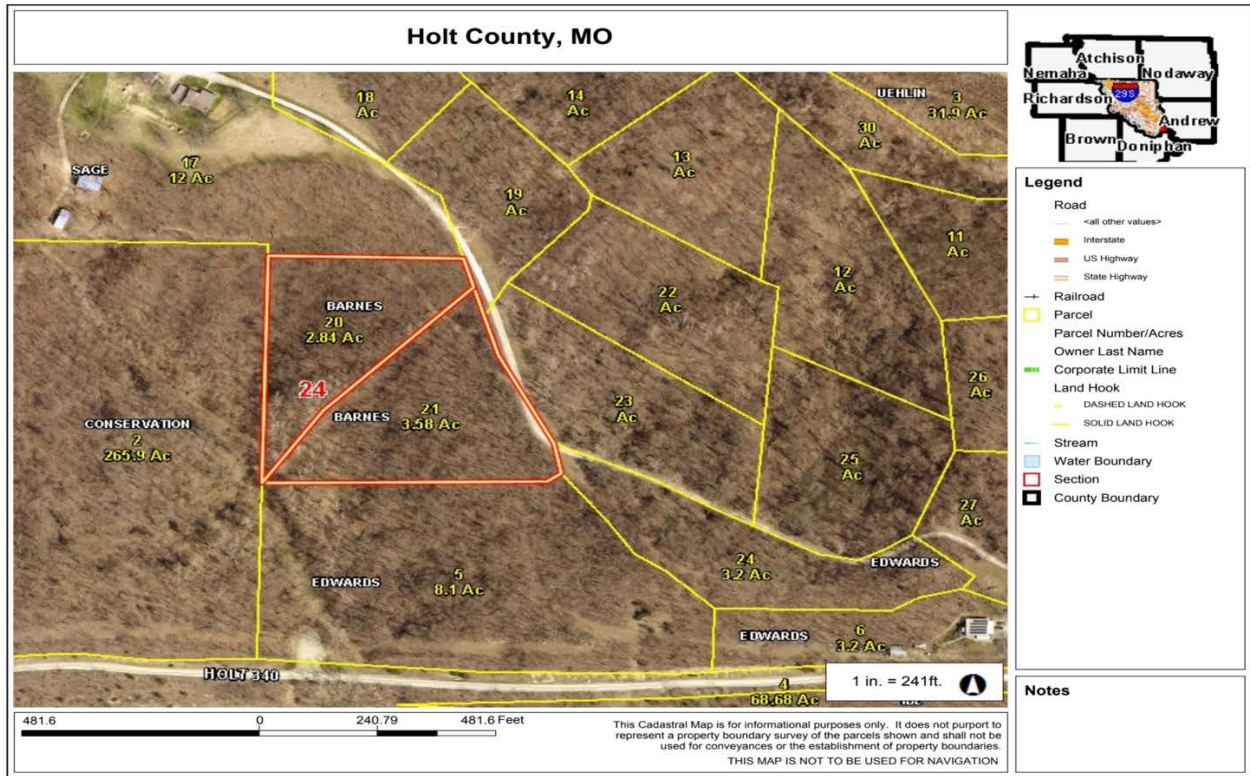 Holt County, MO
18
Ac
14
Ac
UEHLIN
3
31.9 Ac
17
12 Ac
SAGE
13
Ac
30
Ac
19
Ac
11
Ac
12
Ac
22
Ac
BARNES
20
2.84 Ac
24
BARNES
21
3.58 Ac
23
Ac
26
Ac
CONSERVATION
2
265.9 Ac
25
Ac
27
Ac
EDWARDS
5
8.1 Ac
24
3.2 Ac
EDWARDS
EDWARDS
6
3.2 Ac
HOLT 340
4
68.68 Ac
1 in. = 241ft.
Atchison
Nemaha
Nodaway
Richardson
29S
Andrew
Brown
Doniphan
Legend
Road
<all other values>
Interstate
US Highway
State Highway
Railroad
Parcel
Parcel Number/Acres
Owner Last Name
Corporate Limit Line
Land Hook
DASHED LAND HOOK
SOLID LAND HOOK
Stream
Water Boundary
Section
County Boundary
Notes
481.6 0 240.79 481.6 Feet
This Cadastral Map is for informational purposes only. It does not purport to
represent a property boundary survey of the parcels shown and shall not be
used for conveyances or the establishment of property boundaries.
THIS MAP IS NOT TO BE USED FOR NAVIGATION